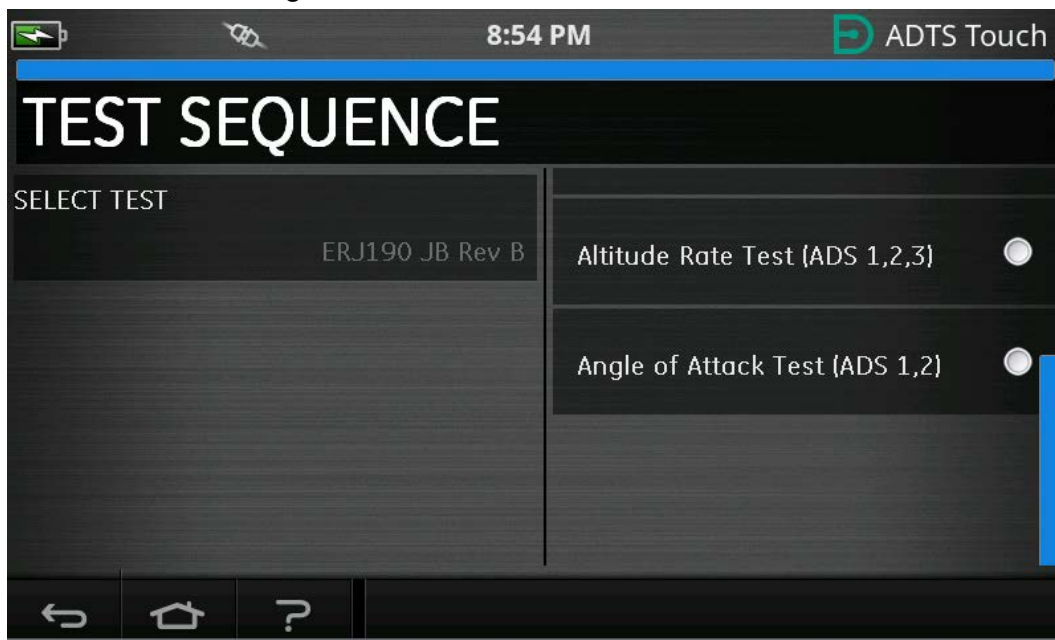 8:54 PM
ADTS Touch
TEST SEQUENCE
SELECT TEST
ERJ190 JB Rev B
Altitude Rate Test (ADS 1,2,3)
Angle of Attack Test (ADS 1,2)
?